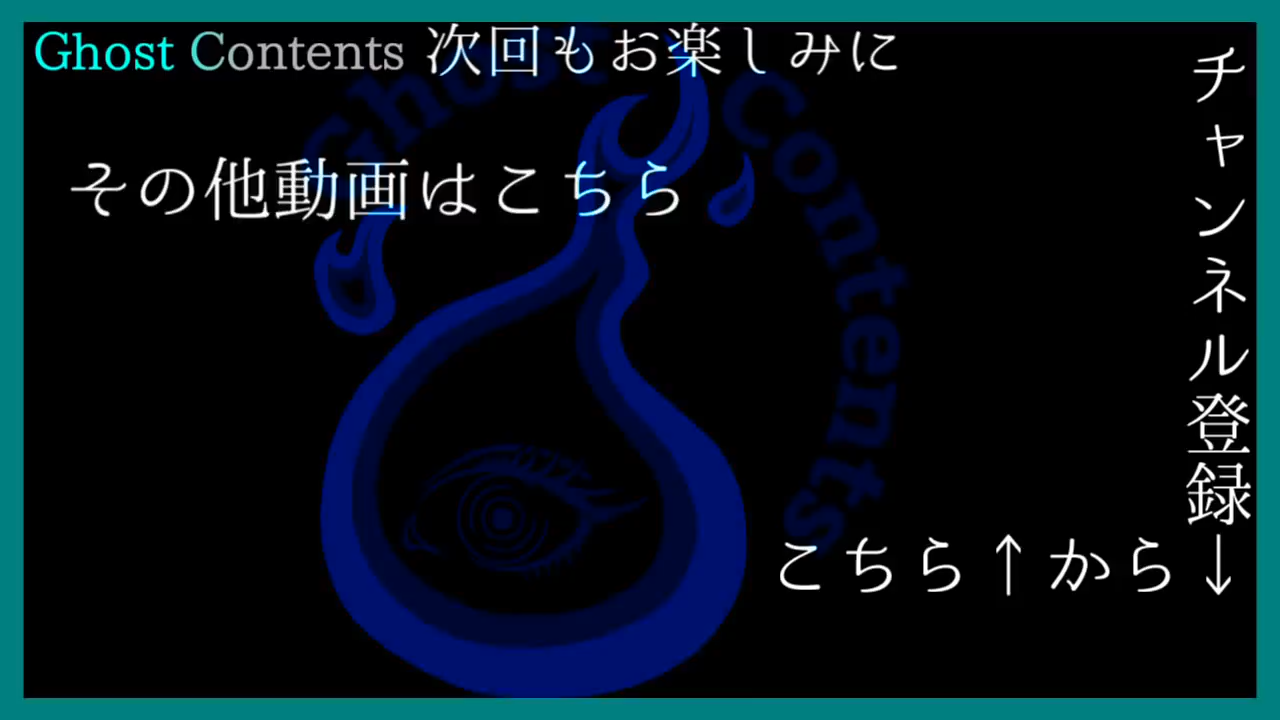 Ghost Contents 次回もお楽しみに
その他動画はこちら
チャンネル登録↓
こちら↑から
Ghost Contents